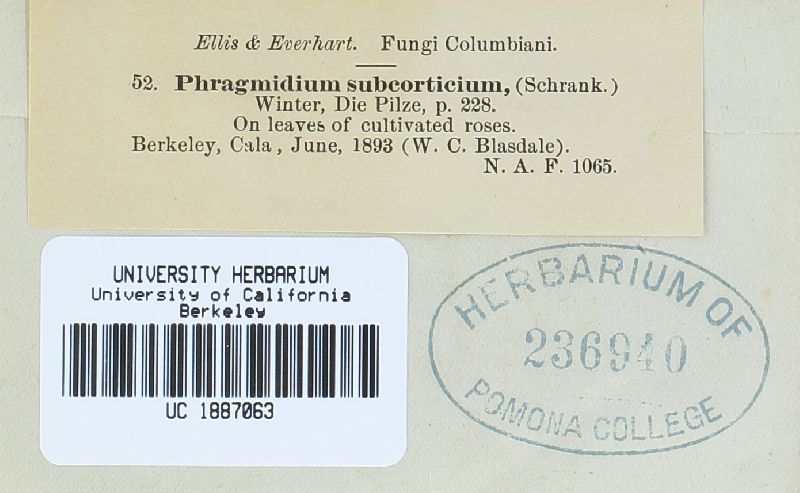 Ellis & Everhart. Fungi Columbiani.
52. Phragmidium subcorticium, (Schrank.)
Winter, Die Pilze, p. 228.
On leaves of cultivated roses.
Berkeley, Cala, June, 1893 (W. C. Blasdale).
N. A. F. 1065.
UNIVERSITY HERBARIUM
University of California
Berkeley
UC 1887063
HERBARIUM OF
236940
POMONA COLLEGE